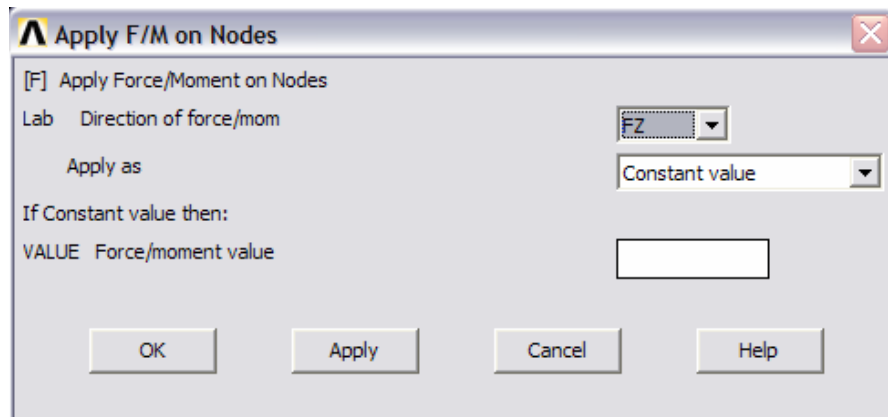 Apply F/M on Nodes
[F] Apply Force/Moment on Nodes
Lab Direction of force/mom FZ
Apply as Constant value
If Constant value then:
VALUE Force/moment value
OK Apply Cancel Help